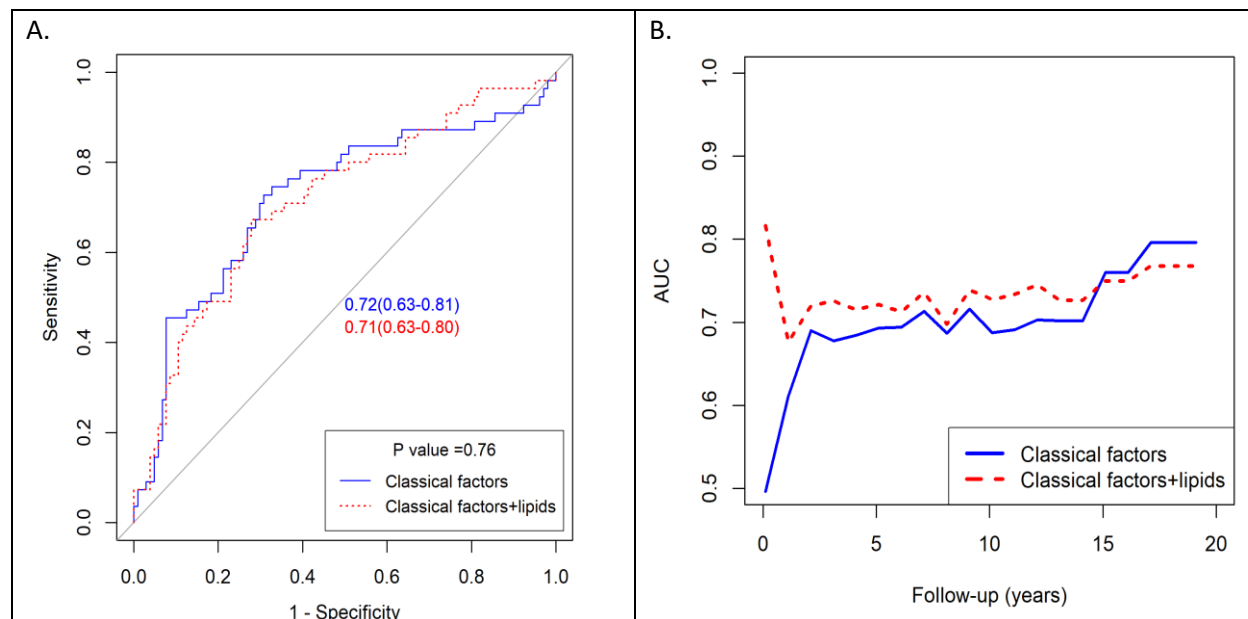 A.
1.0
0.8
0.6
0.4
0.2
0.0
Sensitivity
0.72(0.63-0.81)
0.71(0.63-0.80)
P value =0.76
Classical factors
Classical factors+lipids
0.0 0.2 0.4 0.6 0.8 1.0
1 - Specificity
B.
1.0
0.9
0.8
0.7
0.6
0.5
AUC
Classical factors
Classical factors+lipids
0 5 10 15 20
Follow-up (years)